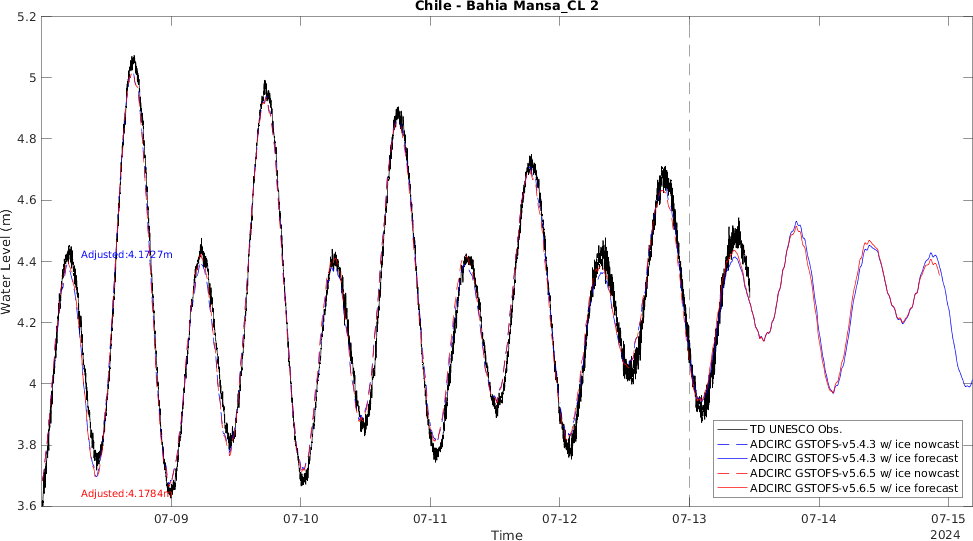 Chile - Bahia Mansa_CL 2
5.2
5
4.8
4.6
4.4
4.2
4
3.8
3.6
Water Level (m)
Adjusted:4.1727m
Adjusted:4.1784m
TD UNESCO Obs.
ADCIRC GSTOFS-v5.4.3 w/ ice nowcast
ADCIRC GSTOFS-v5.4.3 w/ ice forecast
ADCIRC GSTOFS-v5.6.5 w/ ice nowcast
ADCIRC GSTOFS-v5.6.5 w/ ice forecast
07-09 07-10 07-11 07-12 07-13 07-14 07-15
Time
2024